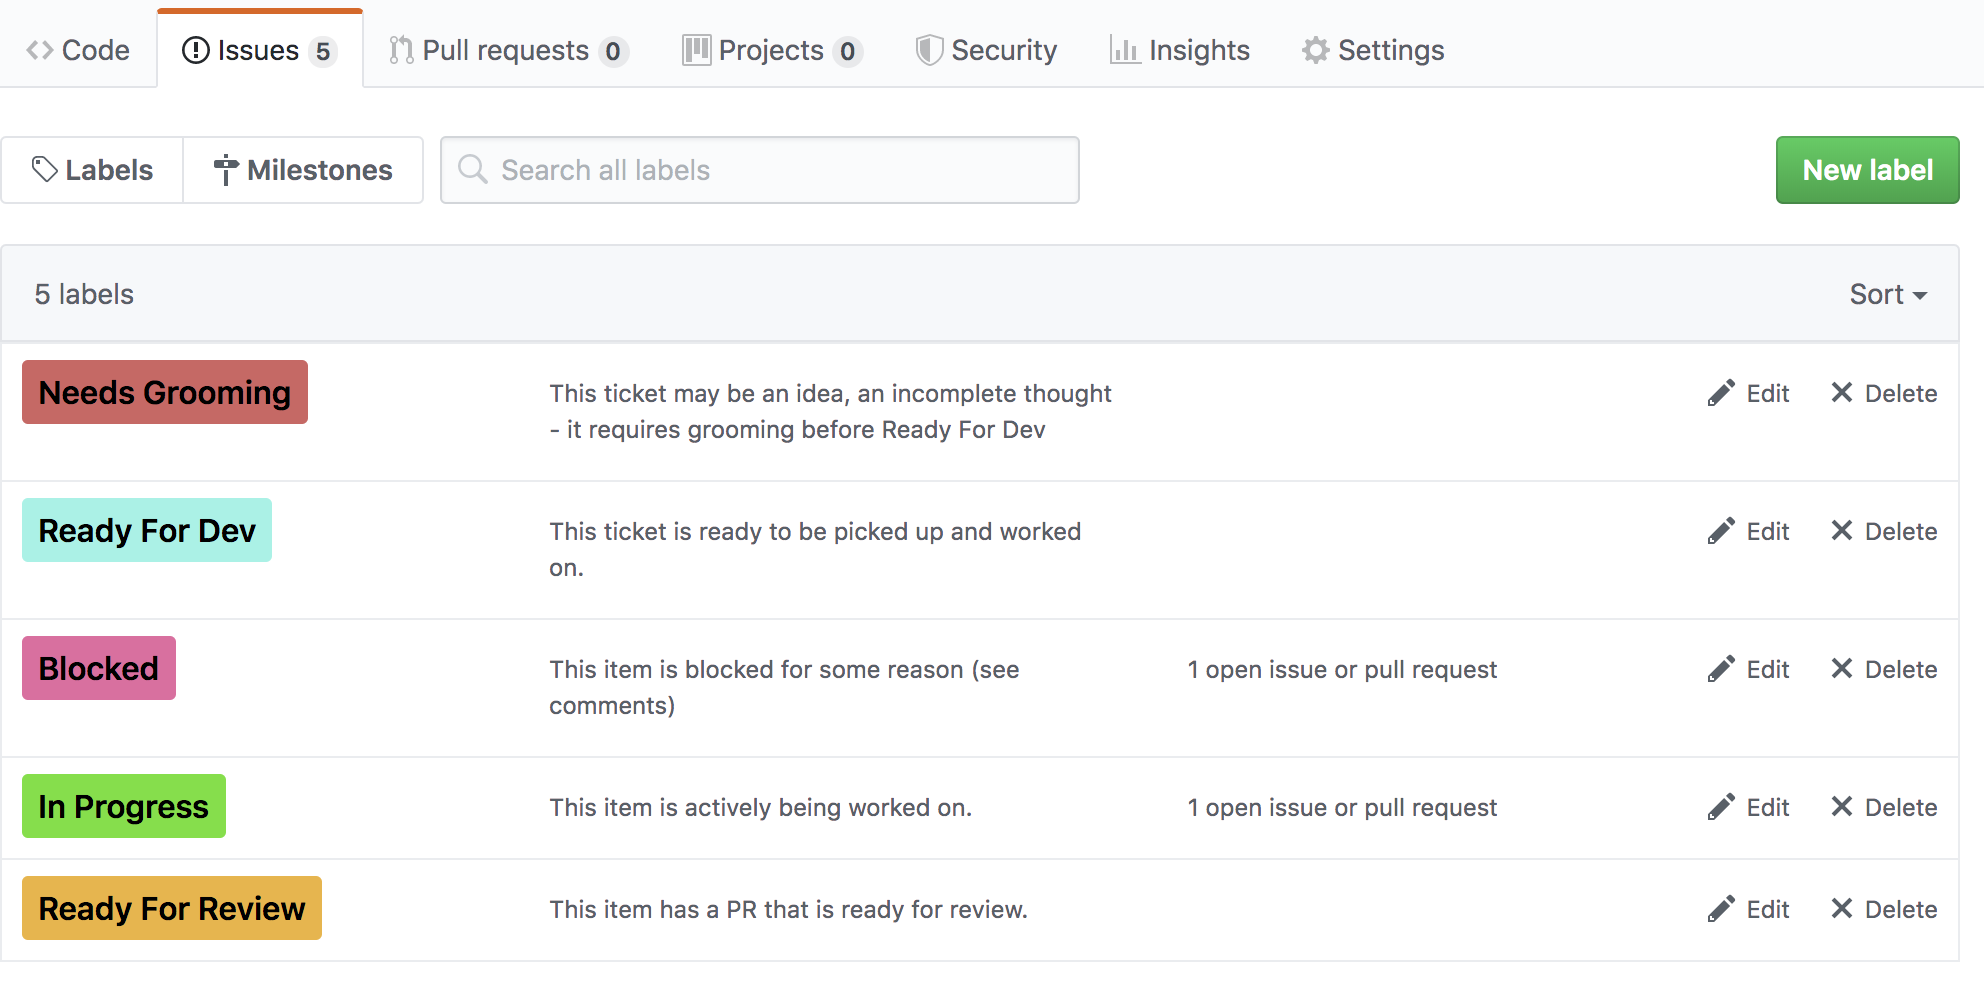 Code Issues 5 Pull requests 0 Projects 0 Security Insights Settings
Labels Milestones Search all labels New label
5 labels Sort
Needs Grooming This ticket may be an idea, an incomplete thought Edit Delete
- it requires grooming before Ready For Dev
Ready For Dev This ticket is ready to be picked up and worked Edit Delete
on.
Blocked This item is blocked for some reason (see 1 open issue or pull request Edit Delete
comments)
In Progress This item is actively being worked on. 1 open issue or pull request Edit Delete
Ready For Review This item has a PR that is ready for review. Edit Delete